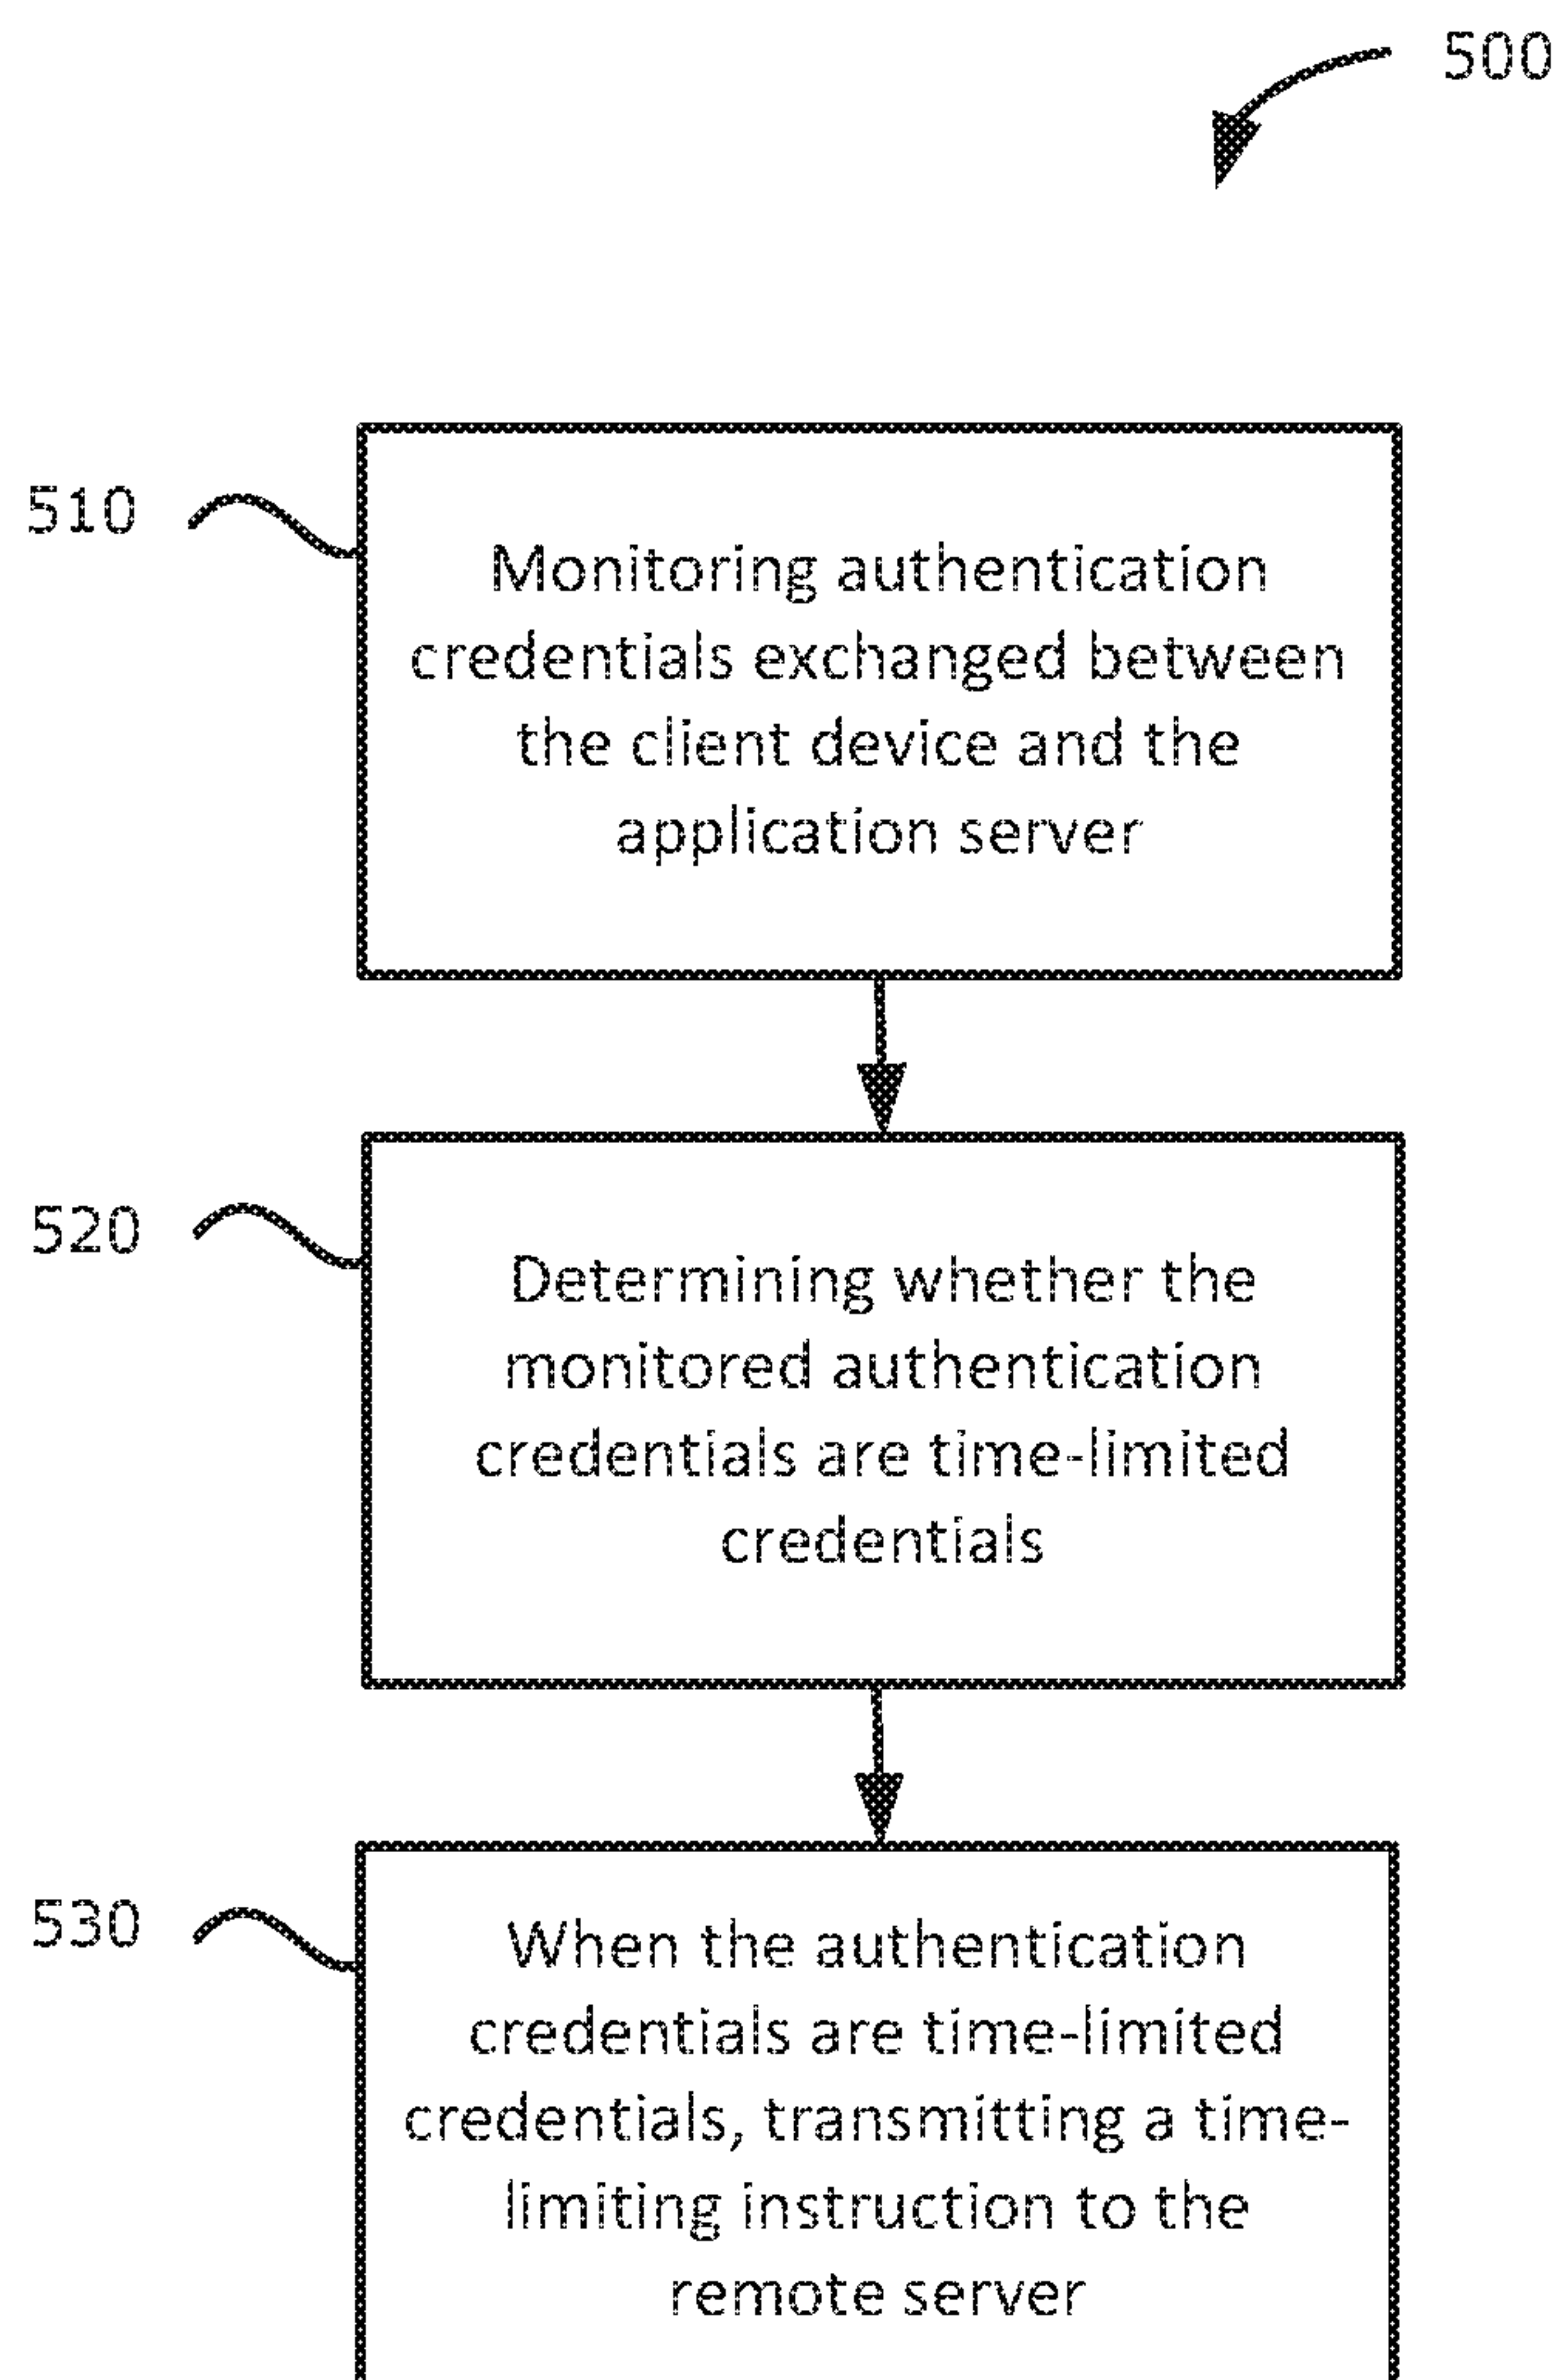 500
510
Monitoring authentication
credentials exchanged between
the client device and the
application server
520
Determining whether the
monitored authentication
credentials are time-limited
credentials
530
When the authentication
credentials are time-limited
credentials, transmitting a time-
limiting instruction to the
remote server